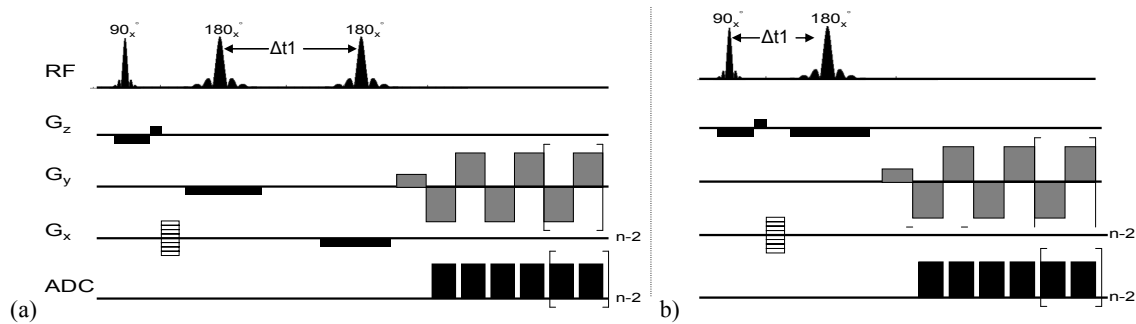 90x° 180x° 180x°
Δt1
RF
Gz
Gy
Gx
n-2
ADC
n-2
(a)
90x° 180x°
Δt1
n-2
n-2
b)